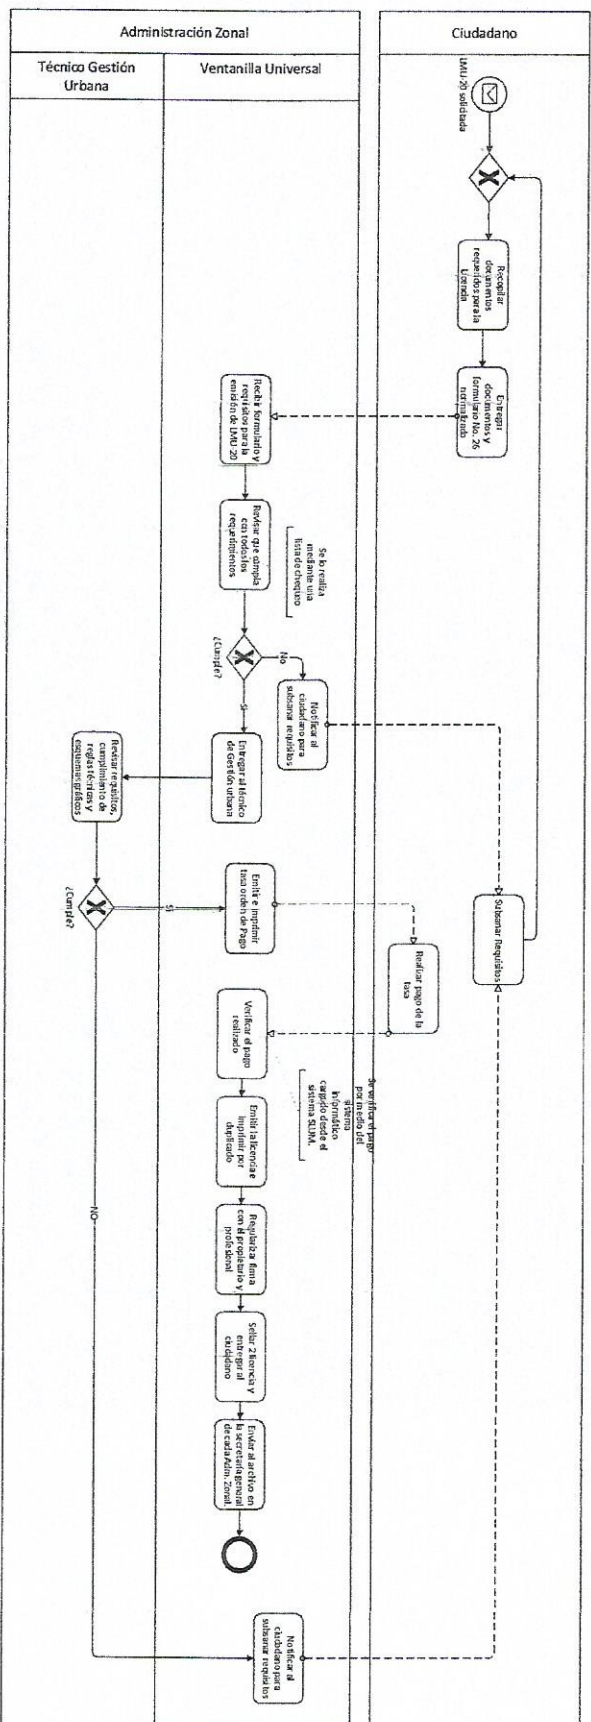 Administración Zonal
Ciudadano
Técnico Gestión
Urbana
Ventanilla Universal
LMU-20 solicitada
Recopilar
documentos
requeridos para la
Licencia
Entregar
documentos y
formulario No. 26
normalizado
Recibir formulario y
requisitos para la
emisión de LMU-20
Revisar que cumpla
con todos los
requerimientos
Se lo realiza
mediante una
lista de chequeo
¿Cumple?
No
Notificar al
ciudadano para
subsanar requisitos
SI
Entregar al técnico
de Gestión urbana
Revisar requisitos,
cumplimiento de
reglas técnicas y
esquemas gráficos
¿Cumple?
SI
Emitir e imprimir
tasa orden de Pago
Subsanar Requisitos
Realizar pago de la
tasa
Verificar el pago
realizado
Se verifica el pago
por medio del
sistema
informático
cargado desde el
sistema SLUM.
Emitir la licencia e
imprimir por
duplicado
Regularizar firma
con el propietario y
profesional
Sellar 2 licencia y
entregar al
ciudadano
Enviar al archivo en
la secretaría general
de cada Adm. Zonal.
NO
Notificar al
ciudadano para
subsanar requisitos